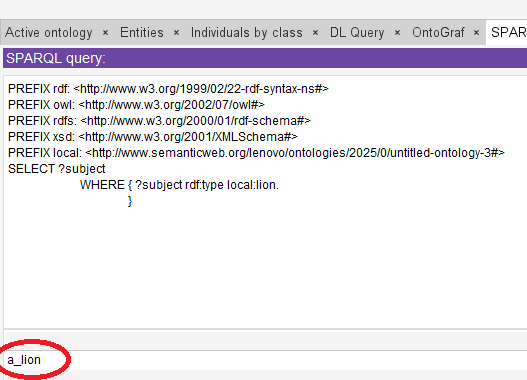 Active ontology × Entities × Individuals by class × DL Query × OntoGraf × SPAR
SPARQL query:
PREFIX rdf: <http://www.w3.org/1999/02/22-rdf-syntax-ns#>
PREFIX owl: <http://www.w3.org/2002/07/owl#>
PREFIX rdfs: <http://www.w3.org/2000/01/rdf-schema#>
PREFIX xsd: <http://www.w3.org/2001/XMLSchema#>
PREFIX local: <http://www.semanticweb.org/lenovo/ontologies/2025/0/untitled-ontology-3#>
SELECT ?subject
WHERE { ?subject rdf:type local:lion.
}
a_lion